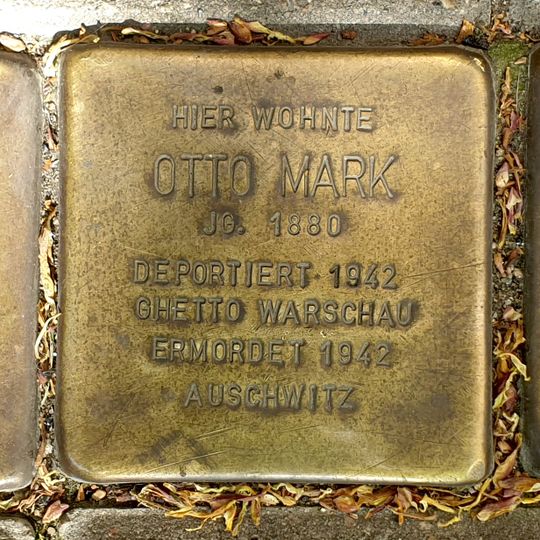 HIER WOHNTE
OTTO MARK
JG. 1880
DEPORTIERT 1942
GHETTO WARSCHAU
ERMORDET 1942
AUSCHWITZ